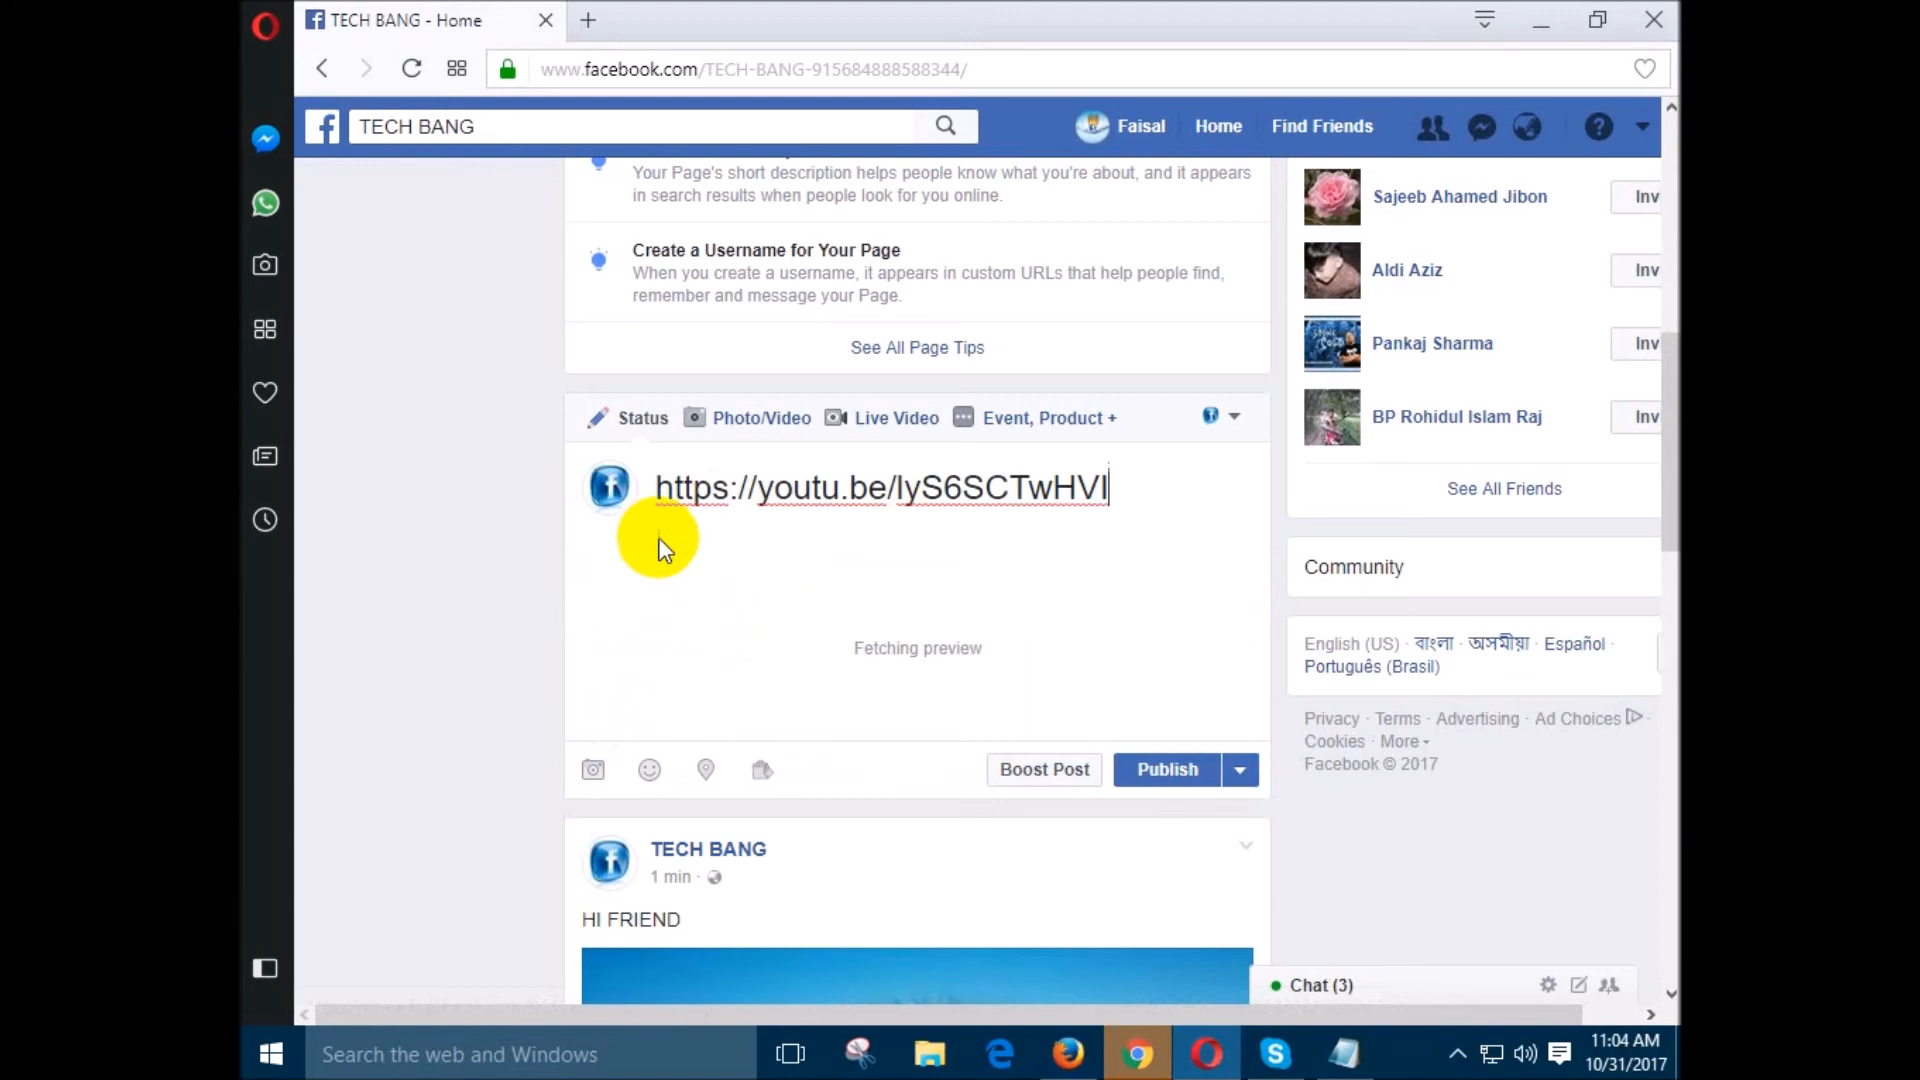 TECH BANG - Home
www.facebook.com/TECH-BANG-915684888588344/
TECH BANG
Faisal
Home
Find Friends
Your Page's short description helps people know what you're about, and it appears
in search results when people look for you online.
Create a Username for Your Page
When you create a username, it appears in custom URLs that help people find,
remember and message your Page.
See All Page Tips
Status
Photo/Video
Live Video
Event, Product +
https://youtu.be/IyS6SCTwHVI
Fetching preview
Boost Post
Publish
TECH BANG
1 min ·
HI FRIEND
Sajeeb Ahamed Jibon
Inv
Aldi Aziz
Inv
Pankaj Sharma
Inv
BP Rohidul Islam Raj
Inv
See All Friends
Community
English (US) · বাংলা · অসমীয়া · Español ·
Português (Brasil)
Privacy · Terms · Advertising · Ad Choices ·
Cookies · More
Facebook © 2017
Chat (3)
Search the web and Windows
11:04 AM
10/31/2017